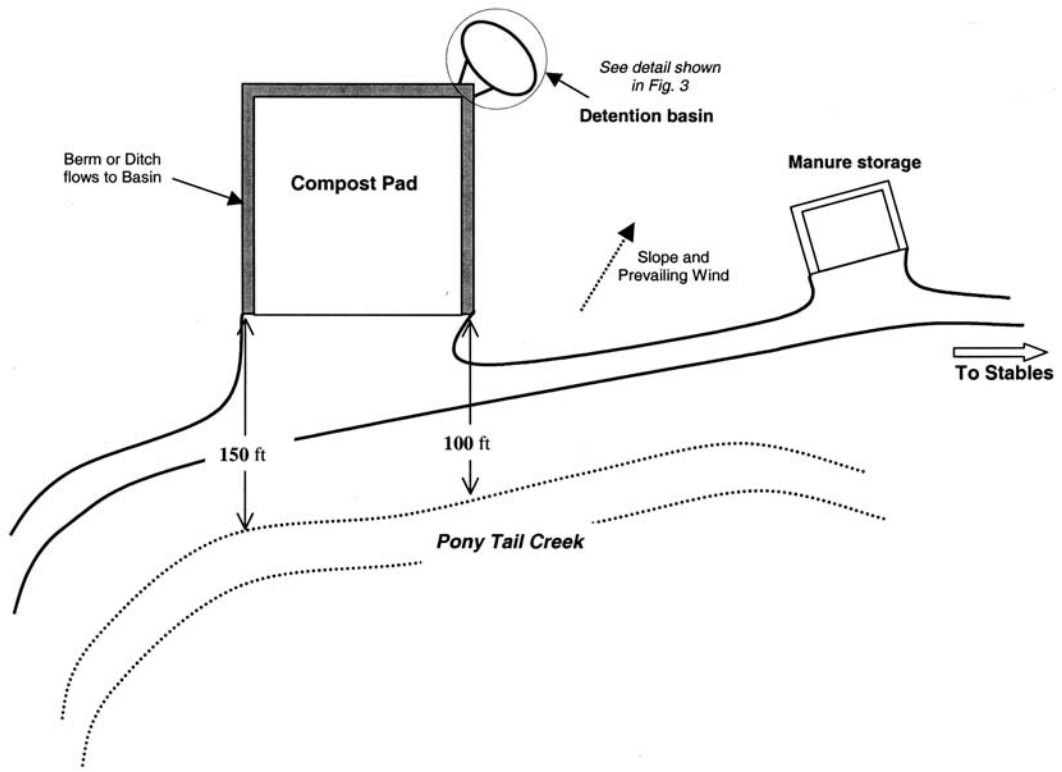 See detail shown
in Fig. 3
Detention basin
Berm or Ditch
flows to Basin
Compost Pad
Manure storage
Slope and
Prevailing Wind
To Stables
150 ft
100 ft
Pony Tail Creek